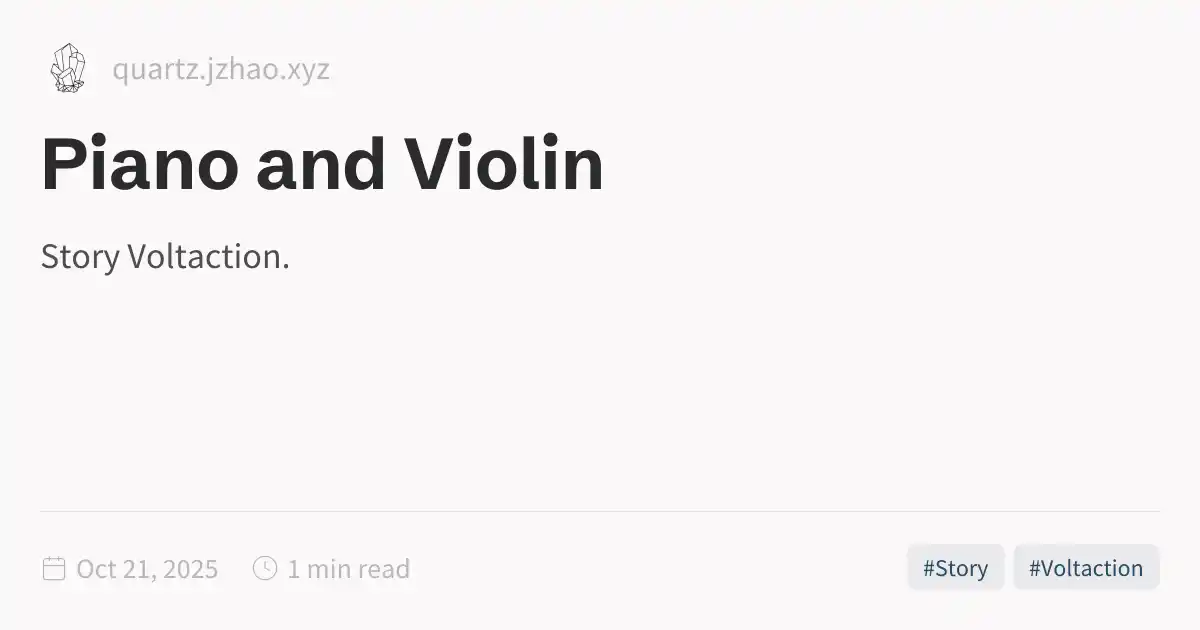 quartz.jzhao.xyz
Piano and Violin
Story Voltaction.
Oct 21, 2025 1 min read #Story #Voltaction